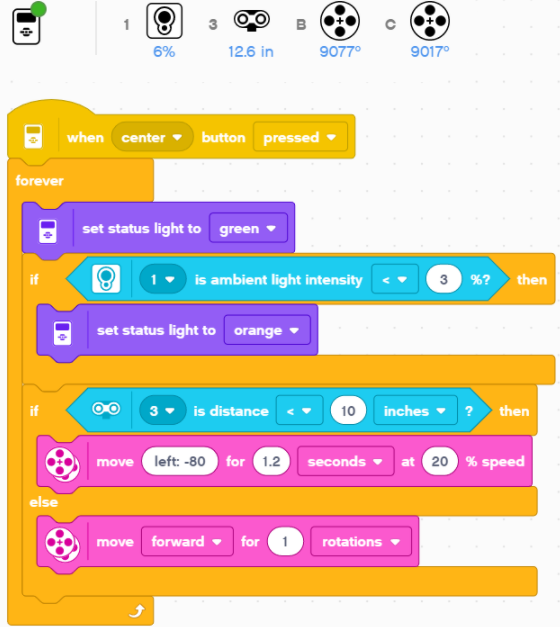 1 3 B C
6% 12.6 in 9077° 9017°
when center button pressed
forever
set status light to green
if 1 is ambient light intensity < 3 %? then
set status light to orange
if 3 is distance < 10 inches ? then
move left: -80 for 1.2 seconds at 20 % speed
else
move forward for 1 rotations